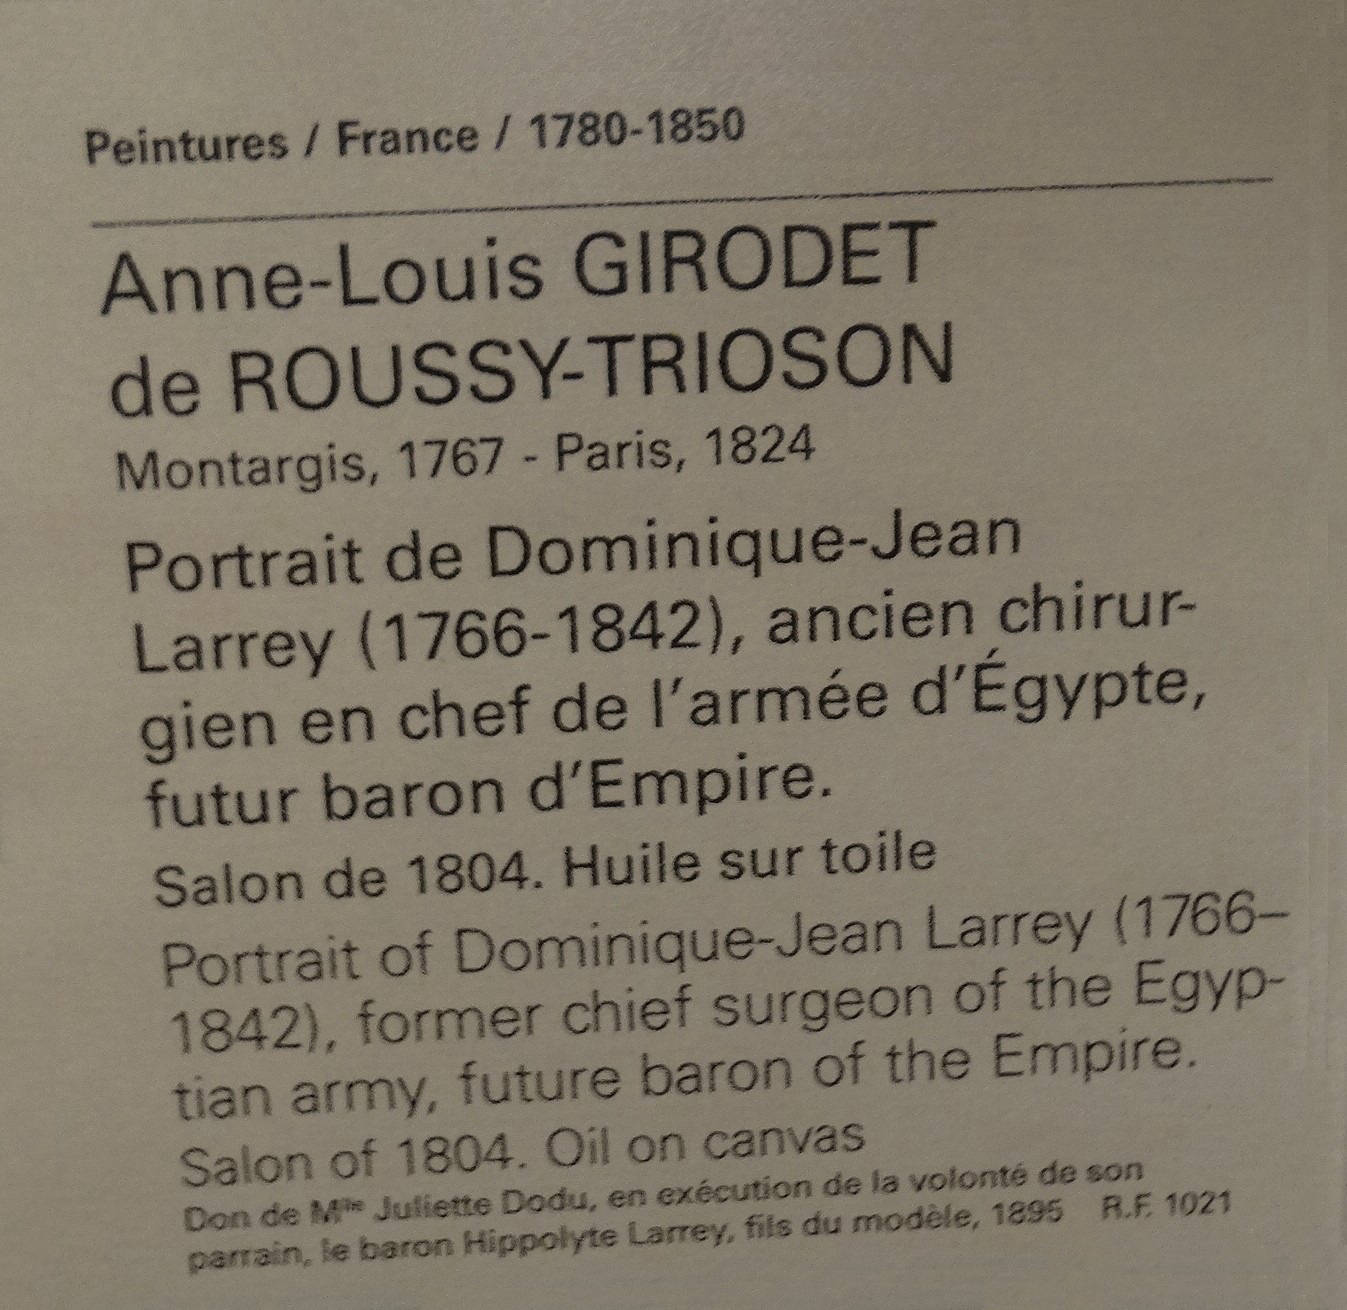 Peintures / France / 1780-1850
Anne-Louis GIRODET
de ROUSSY-TRIOSON
Montargis, 1767 - Paris, 1824
Portrait de Dominique-Jean
Larrey (1766-1842), ancien chirur-
gien en chef de l'armée d'Égypte,
futur baron d'Empire.
Salon de 1804. Huile sur toile
Portrait of Dominique-Jean Larrey (1766–
1842), former chief surgeon of the Egyp-
tian army, future baron of the Empire.
Salon of 1804. Oil on canvas
Don de Mlle Juliette Dodu, en exécution de la volonté de son
parrain, le baron Hippolyte Larrey, fils du modèle, 1895 R.F. 1021